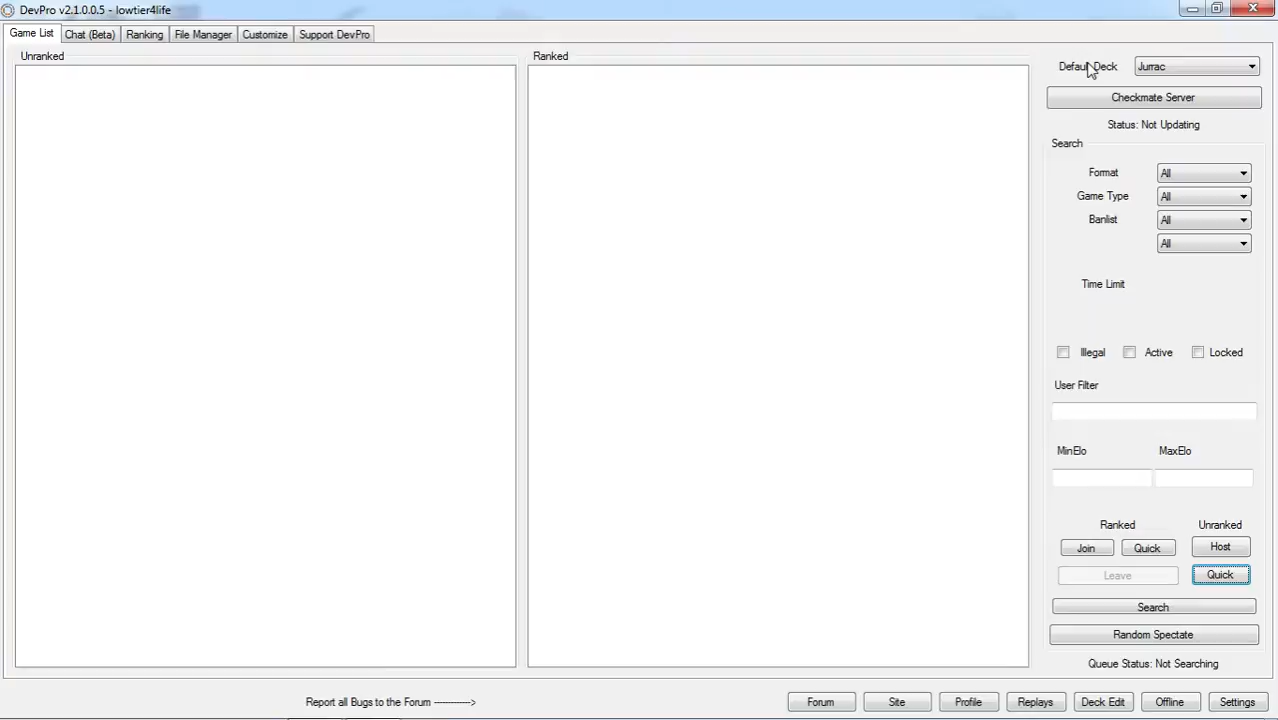 DevPro v2.1.0.0.5 - lowtier4life
Game List Chat (Beta) Ranking File Manager Customize Support DevPro
Unranked
Ranked
Default Deck Jurrac
Checkmate Server
Status: Not Updating
Search
Format All
Game Type All
Banlist All
All
Time Limit
Illegal Active Locked
User Filter
MinElo MaxElo
Ranked Unranked
Join Quick Host
Leave Quick
Search
Random Spectate
Queue Status: Not Searching
Report all Bugs to the Forum ------------> Forum Site Profile Replays Deck Edit Offline Settings